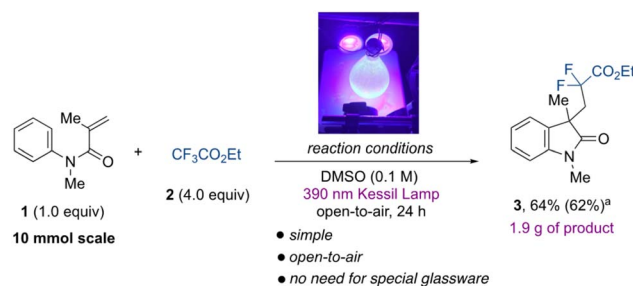 Me
N
O
Me
1 (1.0 equiv)
10 mmol scale
+
CF₃CO₂Et
2 (4.0 equiv)
reaction conditions
DMSO (0.1 M)
390 nm Kessil Lamp
open-to-air, 24 h
● simple
● open-to-air
● no need for special glassware
F
F
CO₂Et
Me
O
N
Me
3, 64% (62%)ᵃ
1.9 g of product